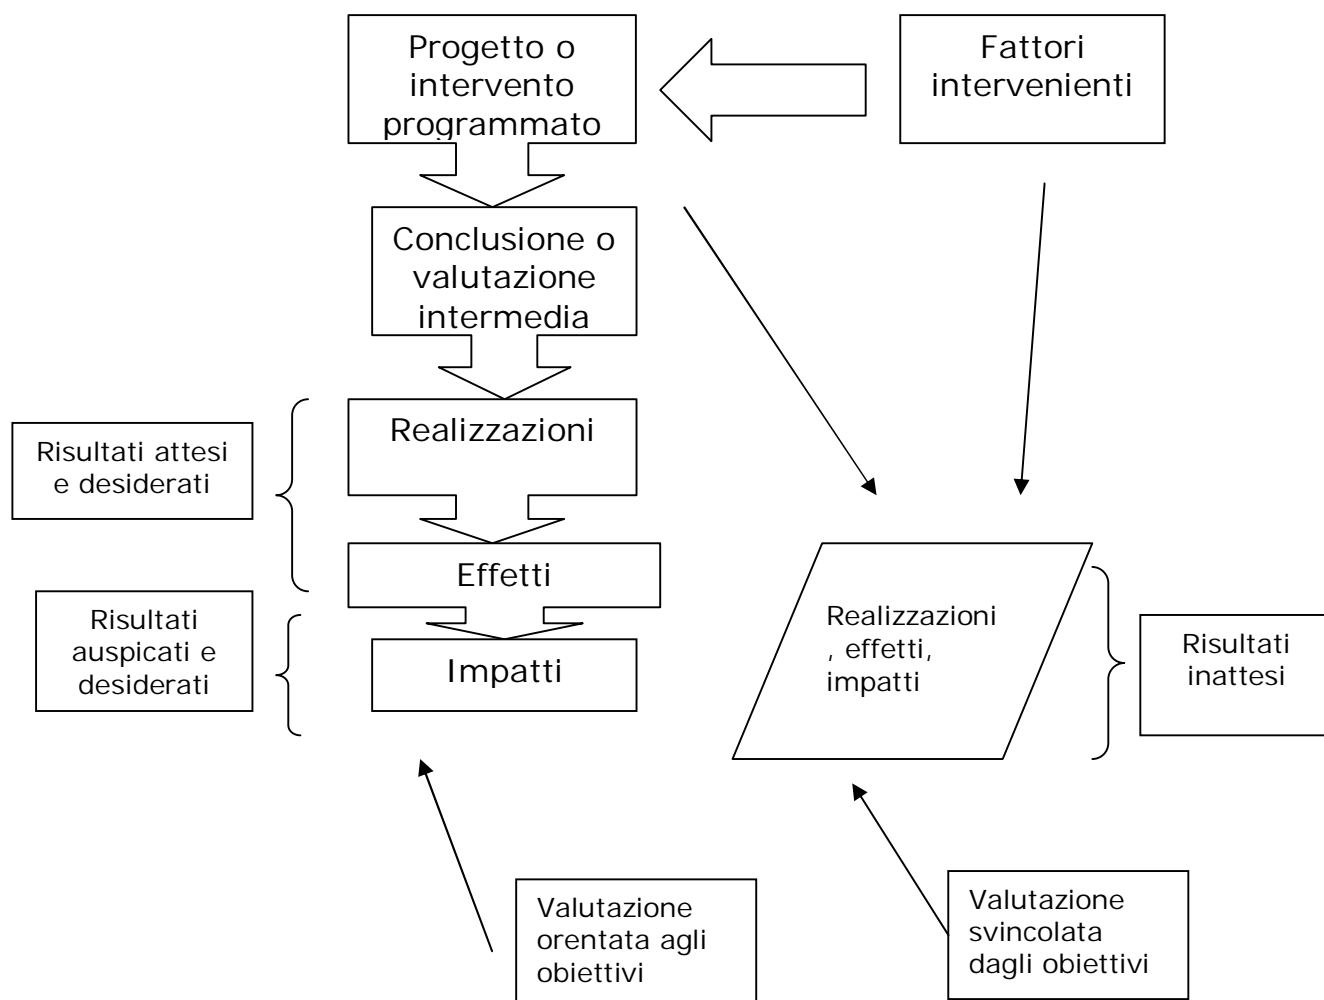 Progetto o
intervento
programmato
Fattori
intervenienti
Conclusione o
valutazione
intermedia
Realizzazioni
Risultati attesi
e desiderati
Effetti
Risultati
auspicati e
desiderati
Impatti
Realizzazioni
, effetti,
impatti
Risultati
inattesi
Valutazione
orentata agli
obiettivi
Valutazione
svincolata
dagli obiettivi